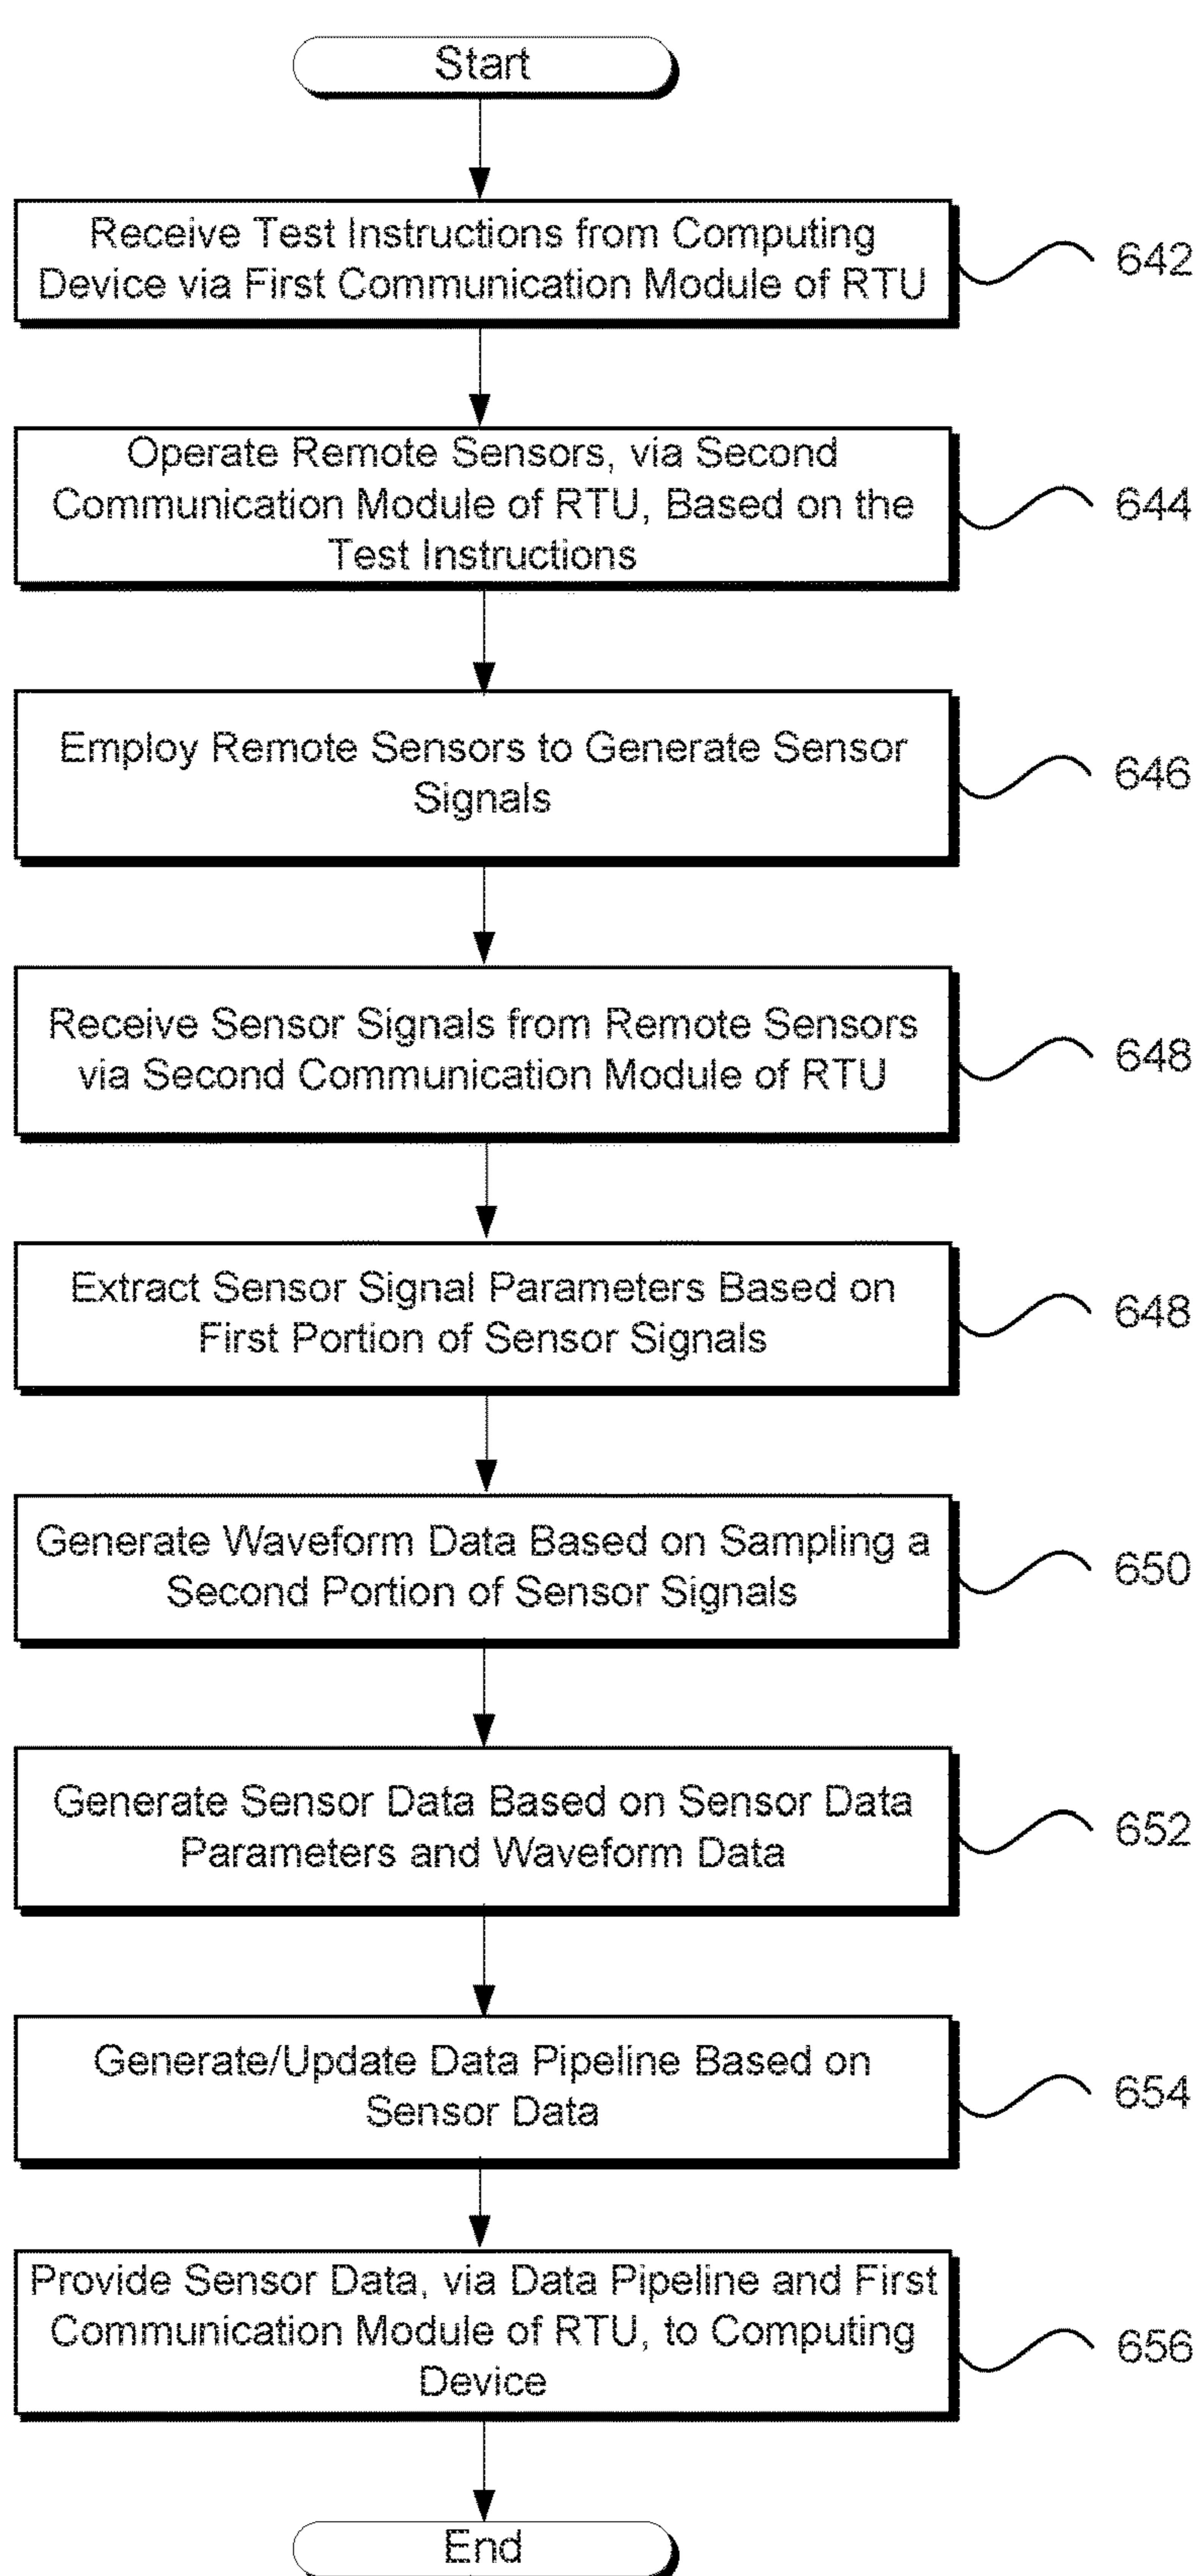 Start
Receive Test Instructions from Computing
Device via First Communication Module of RTU
642
Operate Remote Sensors, via Second
Communication Module of RTU, Based on the
Test Instructions
644
Employ Remote Sensors to Generate Sensor
Signals
646
Receive Sensor Signals from Remote Sensors
via Second Communication Module of RTU
648
Extract Sensor Signal Parameters Based on
First Portion of Sensor Signals
648
Generate Waveform Data Based on Sampling a
Second Portion of Sensor Signals
650
Generate Sensor Data Based on Sensor Data
Parameters and Waveform Data
652
Generate/Update Data Pipeline Based on
Sensor Data
654
Provide Sensor Data, via Data Pipeline and First
Communication Module of RTU, to Computing
Device
656
End